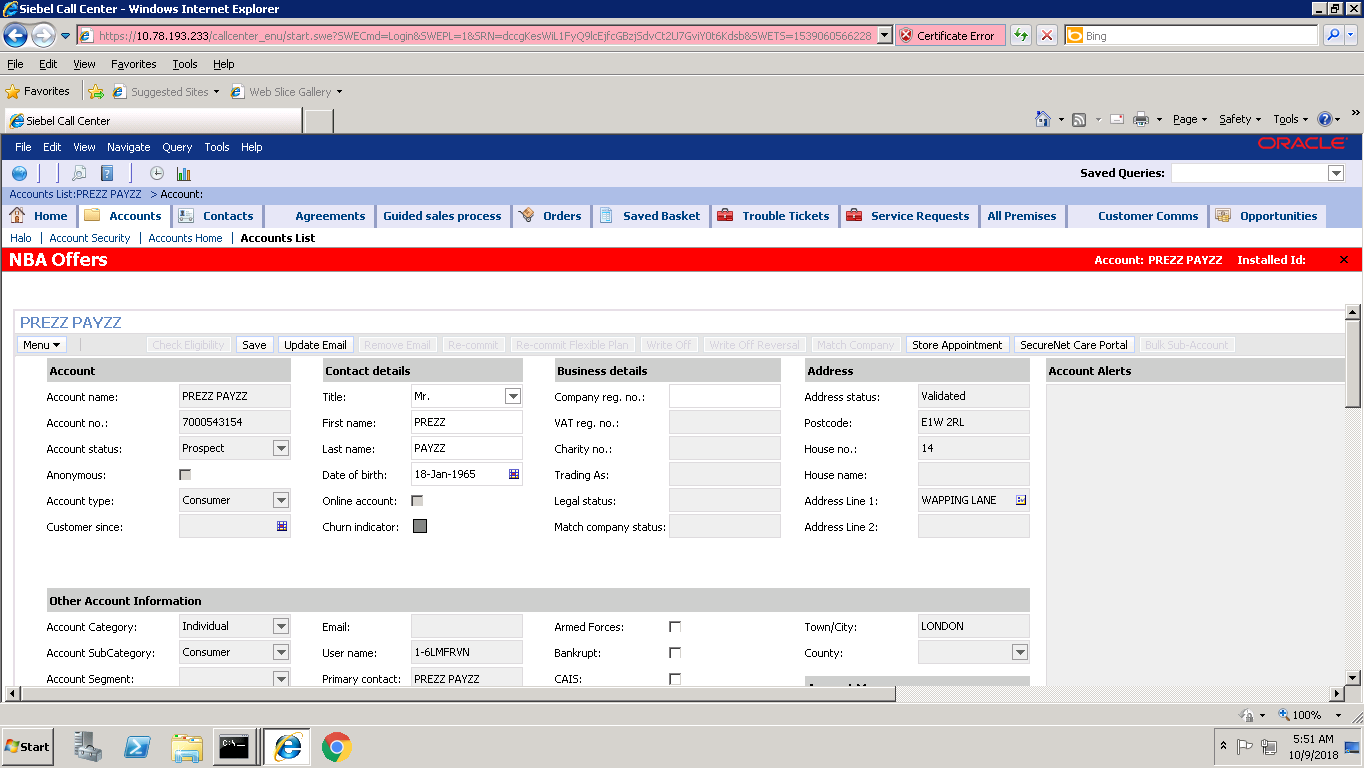 Siebel Call Center - Windows Internet Explorer
https://10.78.193.233/callcenter_enu/start.swe?SWECmd=Login&SWEPL=1&SRN=dccgKesWiL1FyQ9lcEjfcGBzjSdvCt2U7GviY0t6Kdsb&SWETS=1539060566228 Certificate Error Bing
File Edit View Favorites Tools Help
Favorites Suggested Sites Web Slice Gallery
Siebel Call Center Page Safety Tools »
File Edit View Navigate Query Tools Help ORACLE
Saved Queries:
Accounts List:PREZZ PAYZZ > Account:
Home Accounts Contacts Agreements Guided sales process Orders Saved Basket Trouble Tickets Service Requests All Premises Customer Comms Opportunities
Halo Account Security Accounts Home Accounts List
NBA Offers Account: PREZZ PAYZZ Installed Id:
PREZZ PAYZZ
Menu Check Eligibility Save Update Email Remove Email Re-commit Re-commit Flexible Plan Write Off Write Off Reversal Match Company Store Appointment SecureNet Care Portal Bulk Sub-Account
Account Contact details Business details Address Account Alerts
Account name: PREZZ PAYZZ Title: Mr. Company reg. no.: Address status: Validated
Account no.: 7000543154 First name: PREZZ VAT reg. no.: Postcode: E1W 2RL
Account status: Prospect Last name: PAYZZ Charity no.: House no.: 14
Anonymous: Date of birth: 18-Jan-1965 Trading As: House name:
Account type: Consumer Online account: Legal status: Address Line 1: WAPPING LANE
Customer since: Churn indicator: Match company status: Address Line 2:
Other Account Information
Account Category: Individual Email: Armed Forces: Town/City: LONDON
Account SubCategory: Consumer User name: 1-6LMFRVN Bankrupt: County:
Account Segment: Primary contact: PREZZ PAYZZ CAIS:
100%
Start C:\ 5:51 AM
10/9/2018